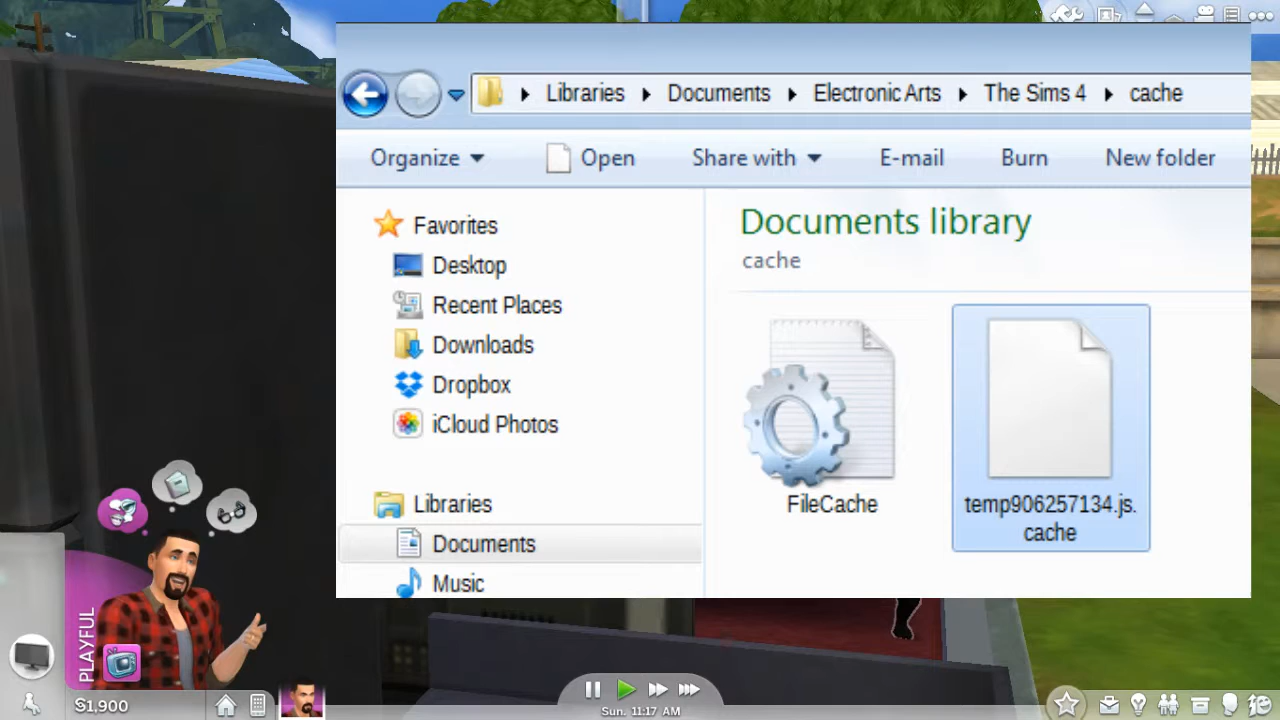 Libraries Documents Electronic Arts The Sims 4 cache
Organize Open Share with E-mail Burn New folder
Favorites
Desktop
Recent Places
Downloads
Dropbox
iCloud Photos
Libraries
Documents
Music
Documents library
cache
FileCache
temp906257134.js.
cache
PLAYFUL
§1,900
Sun. 11:17 AM